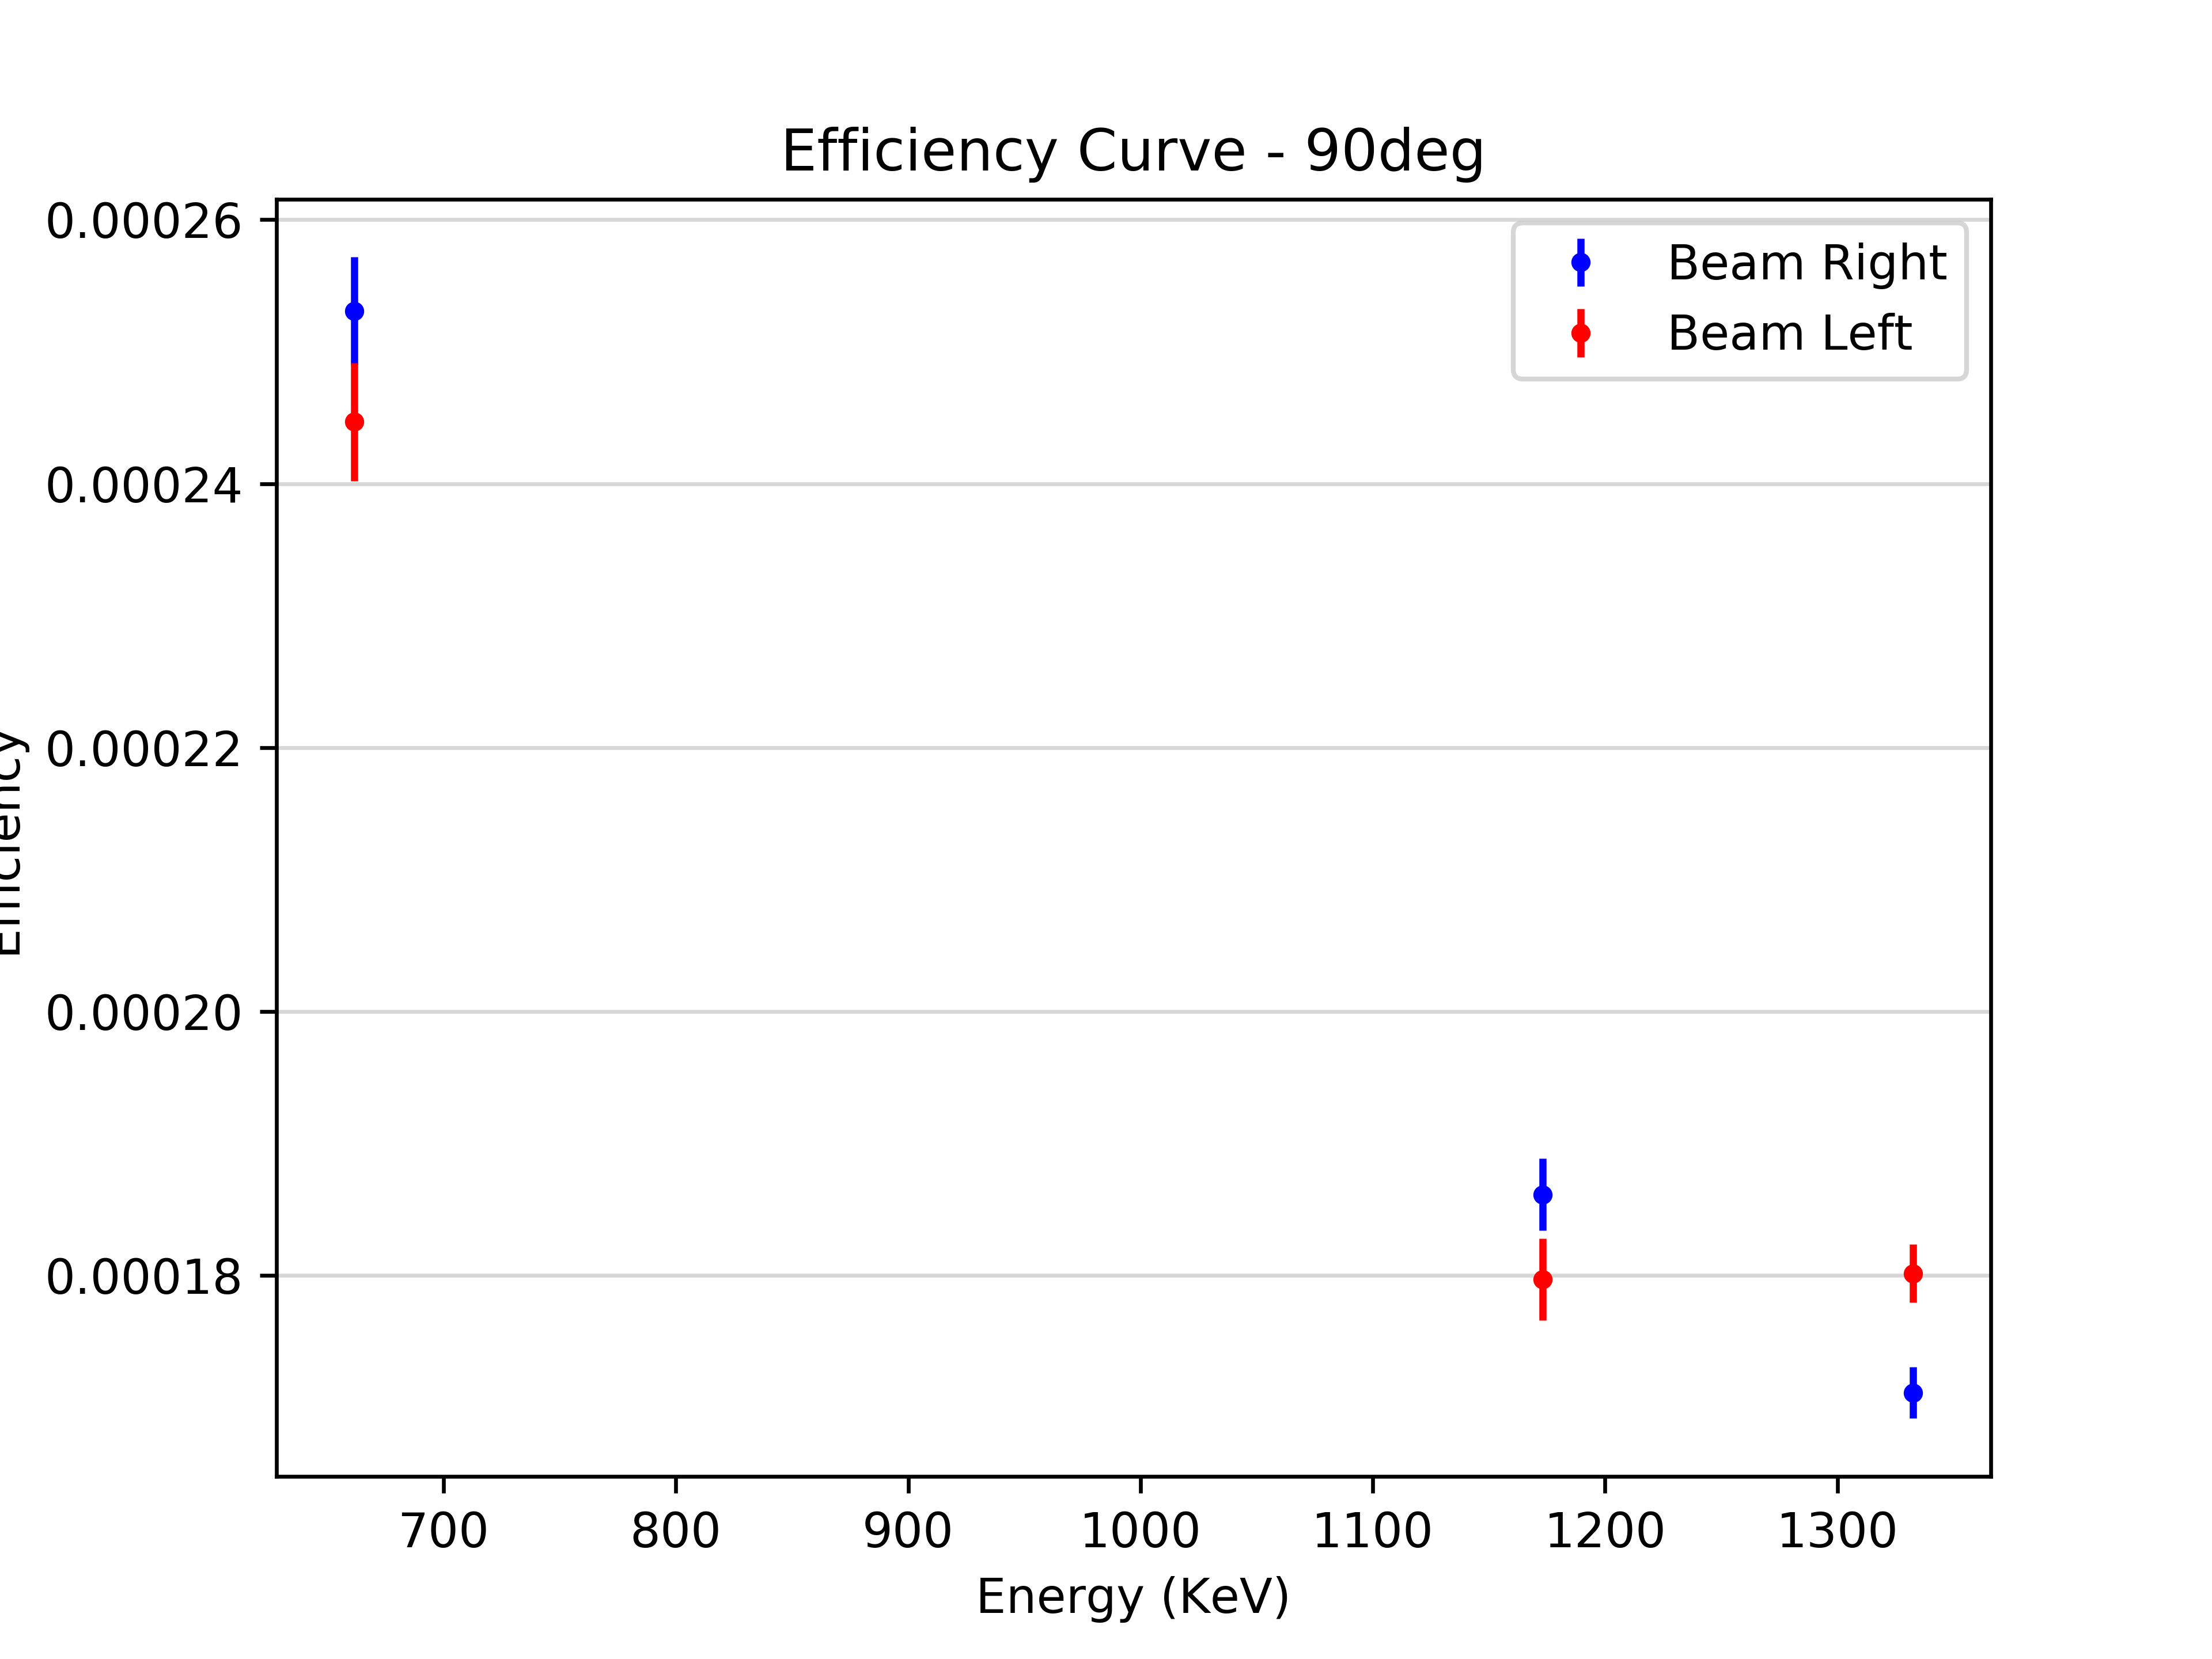 Efficiency Curve - 90deg
Beam Right
Beam Left
0.00026
0.00024
0.00022
0.00020
0.00018
Efficiency
700 800 900 1000 1100 1200 1300
Energy (KeV)